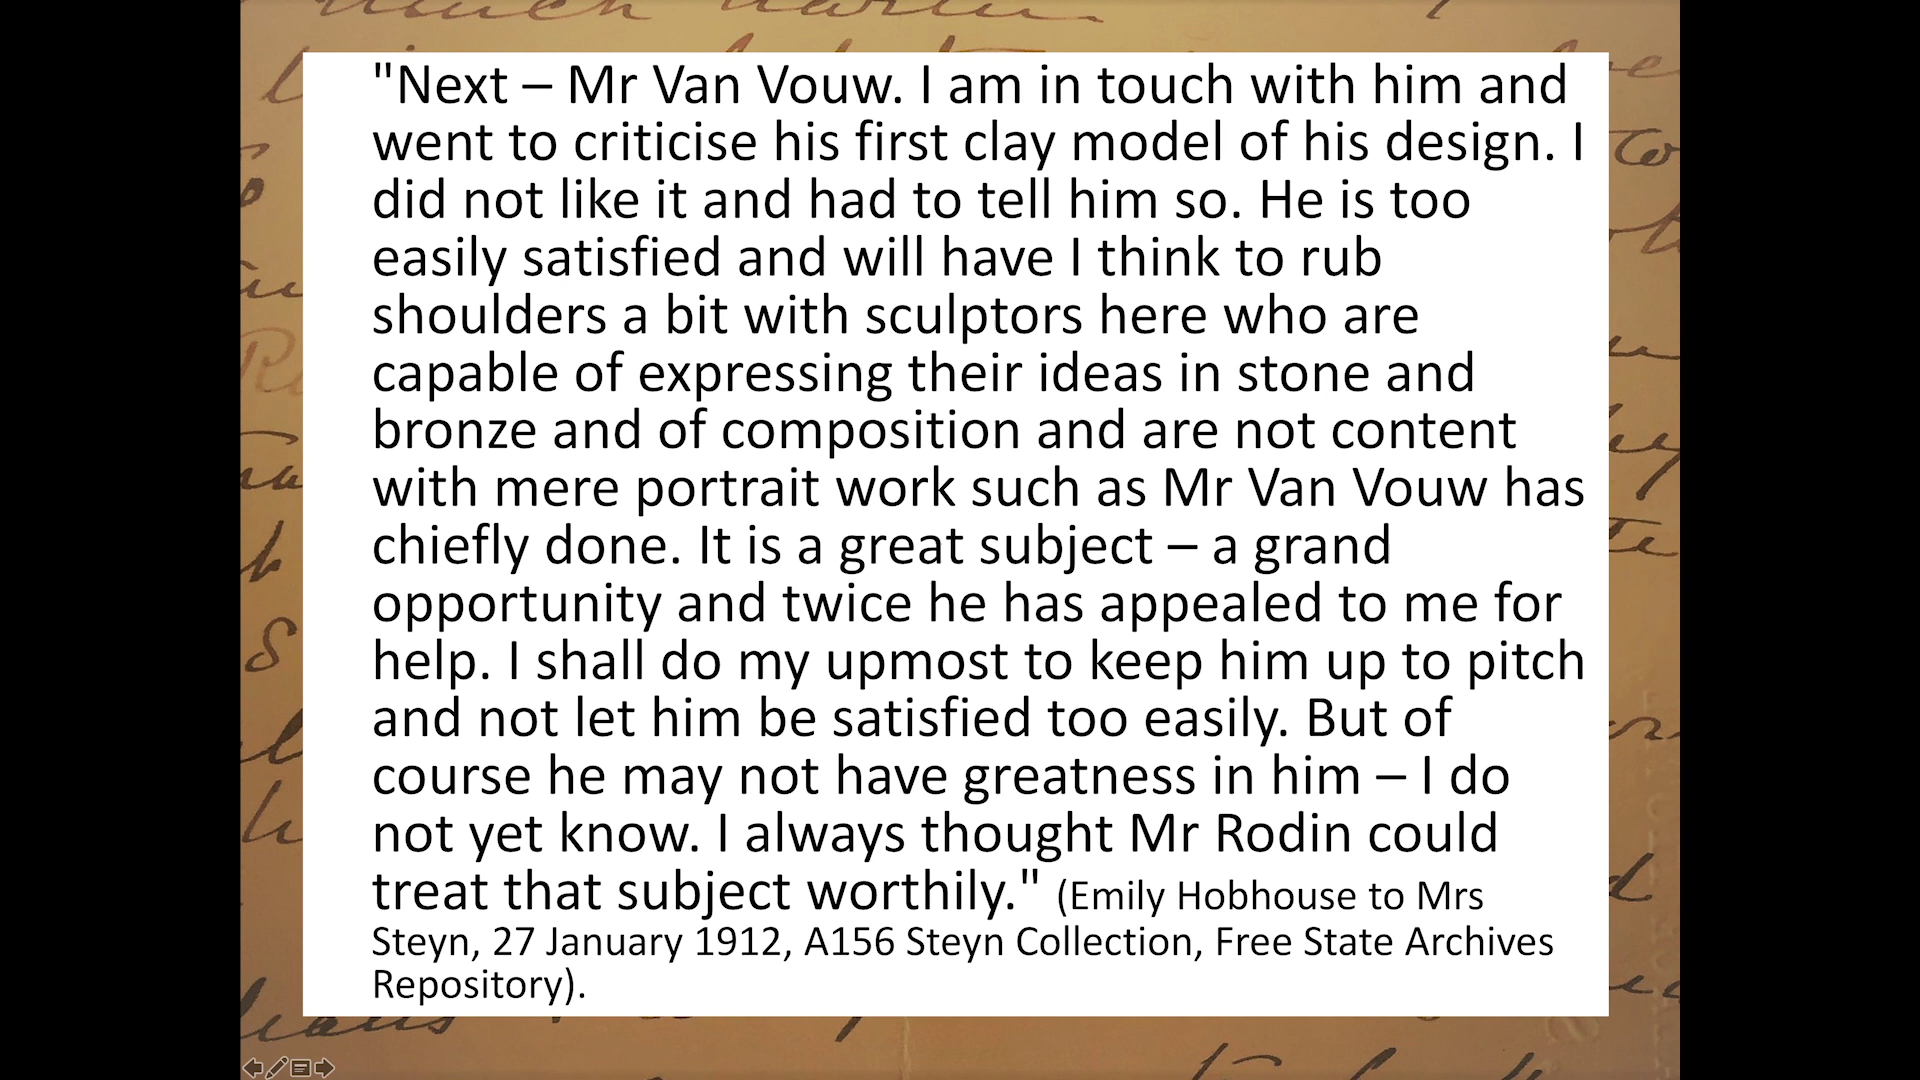 "Next – Mr Van Vouw. I am in touch with him and
went to criticise his first clay model of his design. I
did not like it and had to tell him so. He is too
easily satisfied and will have I think to rub
shoulders a bit with sculptors here who are
capable of expressing their ideas in stone and
bronze and of composition and are not content
with mere portrait work such as Mr Van Vouw has
chiefly done. It is a great subject – a grand
opportunity and twice he has appealed to me for
help. I shall do my upmost to keep him up to pitch
and not let him be satisfied too easily. But of
course he may not have greatness in him – I do
not yet know. I always thought Mr Rodin could
treat that subject worthily." (Emily Hobhouse to Mrs
Steyn, 27 January 1912, A156 Steyn Collection, Free State Archives
Repository).